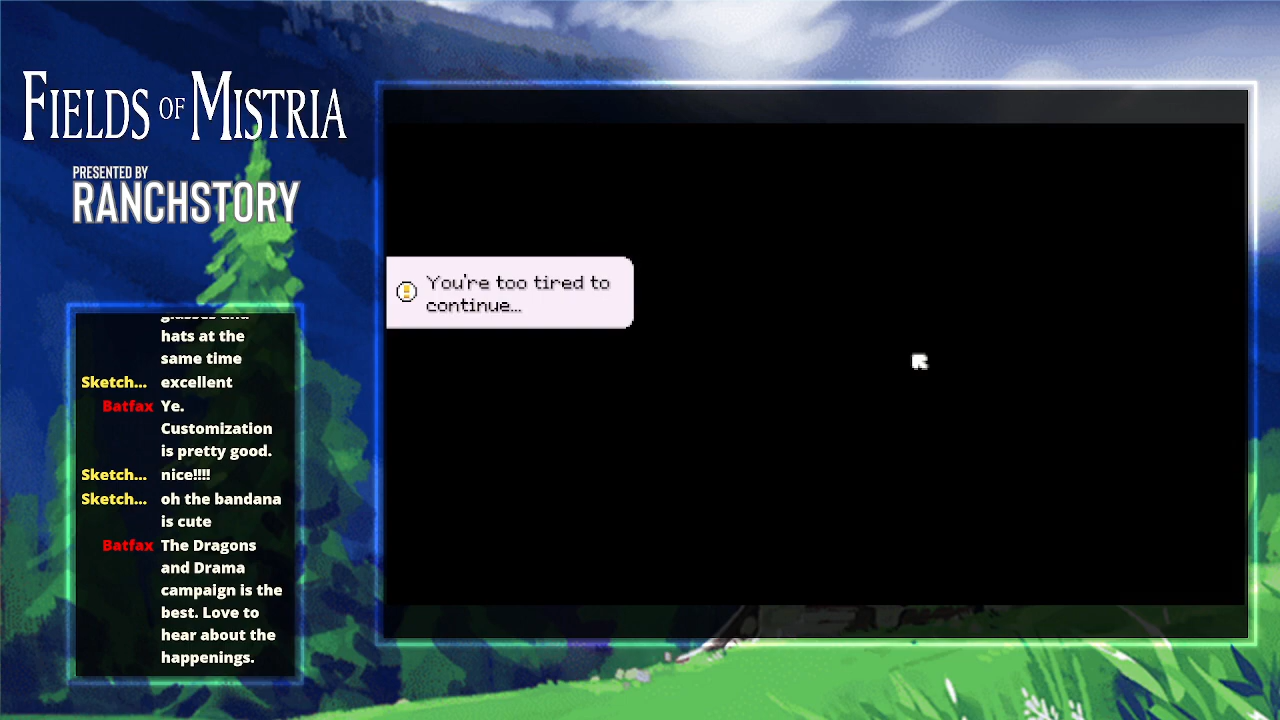 FIELDS OF MISTRIA
PRESENTED BY
RANCHSTORY
glasses and
hats at the
same time
Sketch... excellent
Batfax Ye.
Customization
is pretty good.
Sketch... nice!!!!
Sketch... oh the bandana
is cute
Batfax The Dragons
and Drama
campaign is the
best. Love to
hear about the
happenings.
You're too tired to
continue...